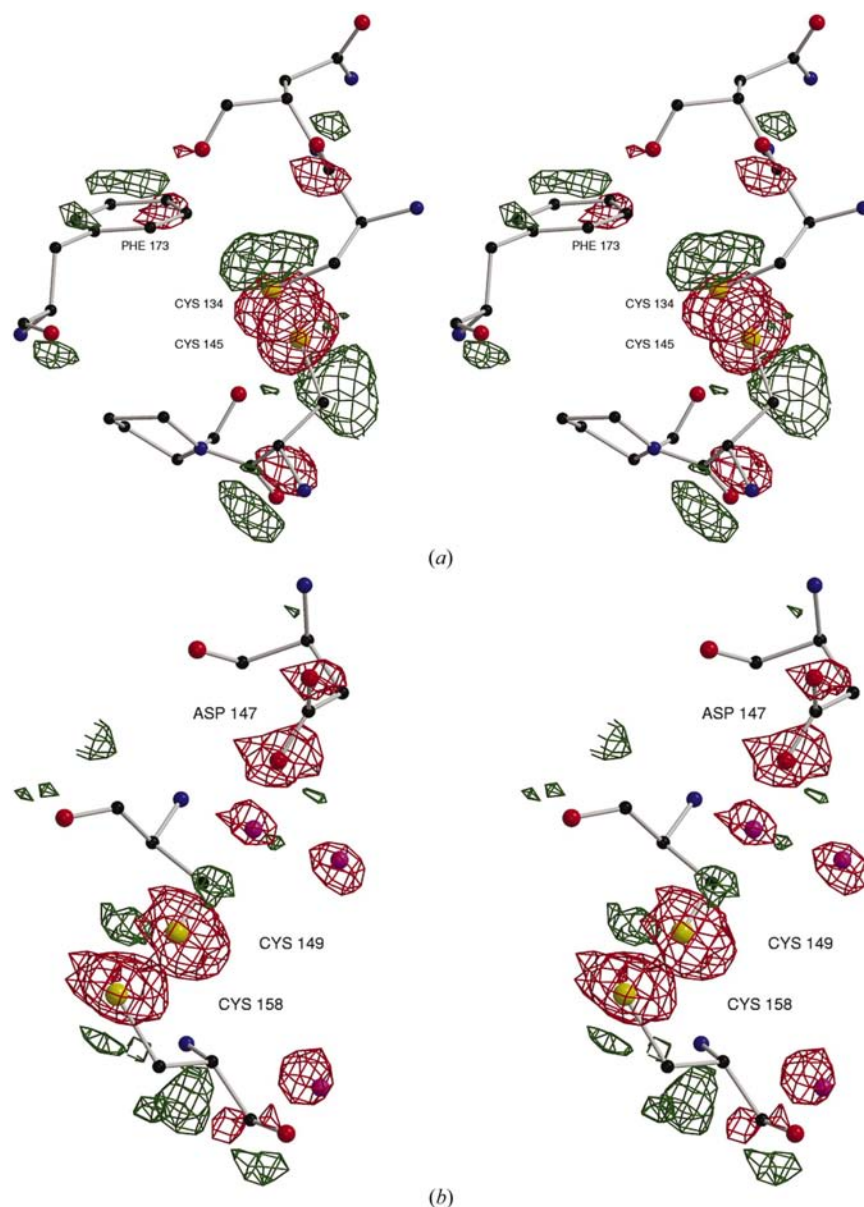 PHE 173 PHE 173
CYS 134 CYS 134
CYS 145 CYS 145
(a)
ASP 147 ASP 147
CYS 149 CYS 149
CYS 158 CYS 158
(b)